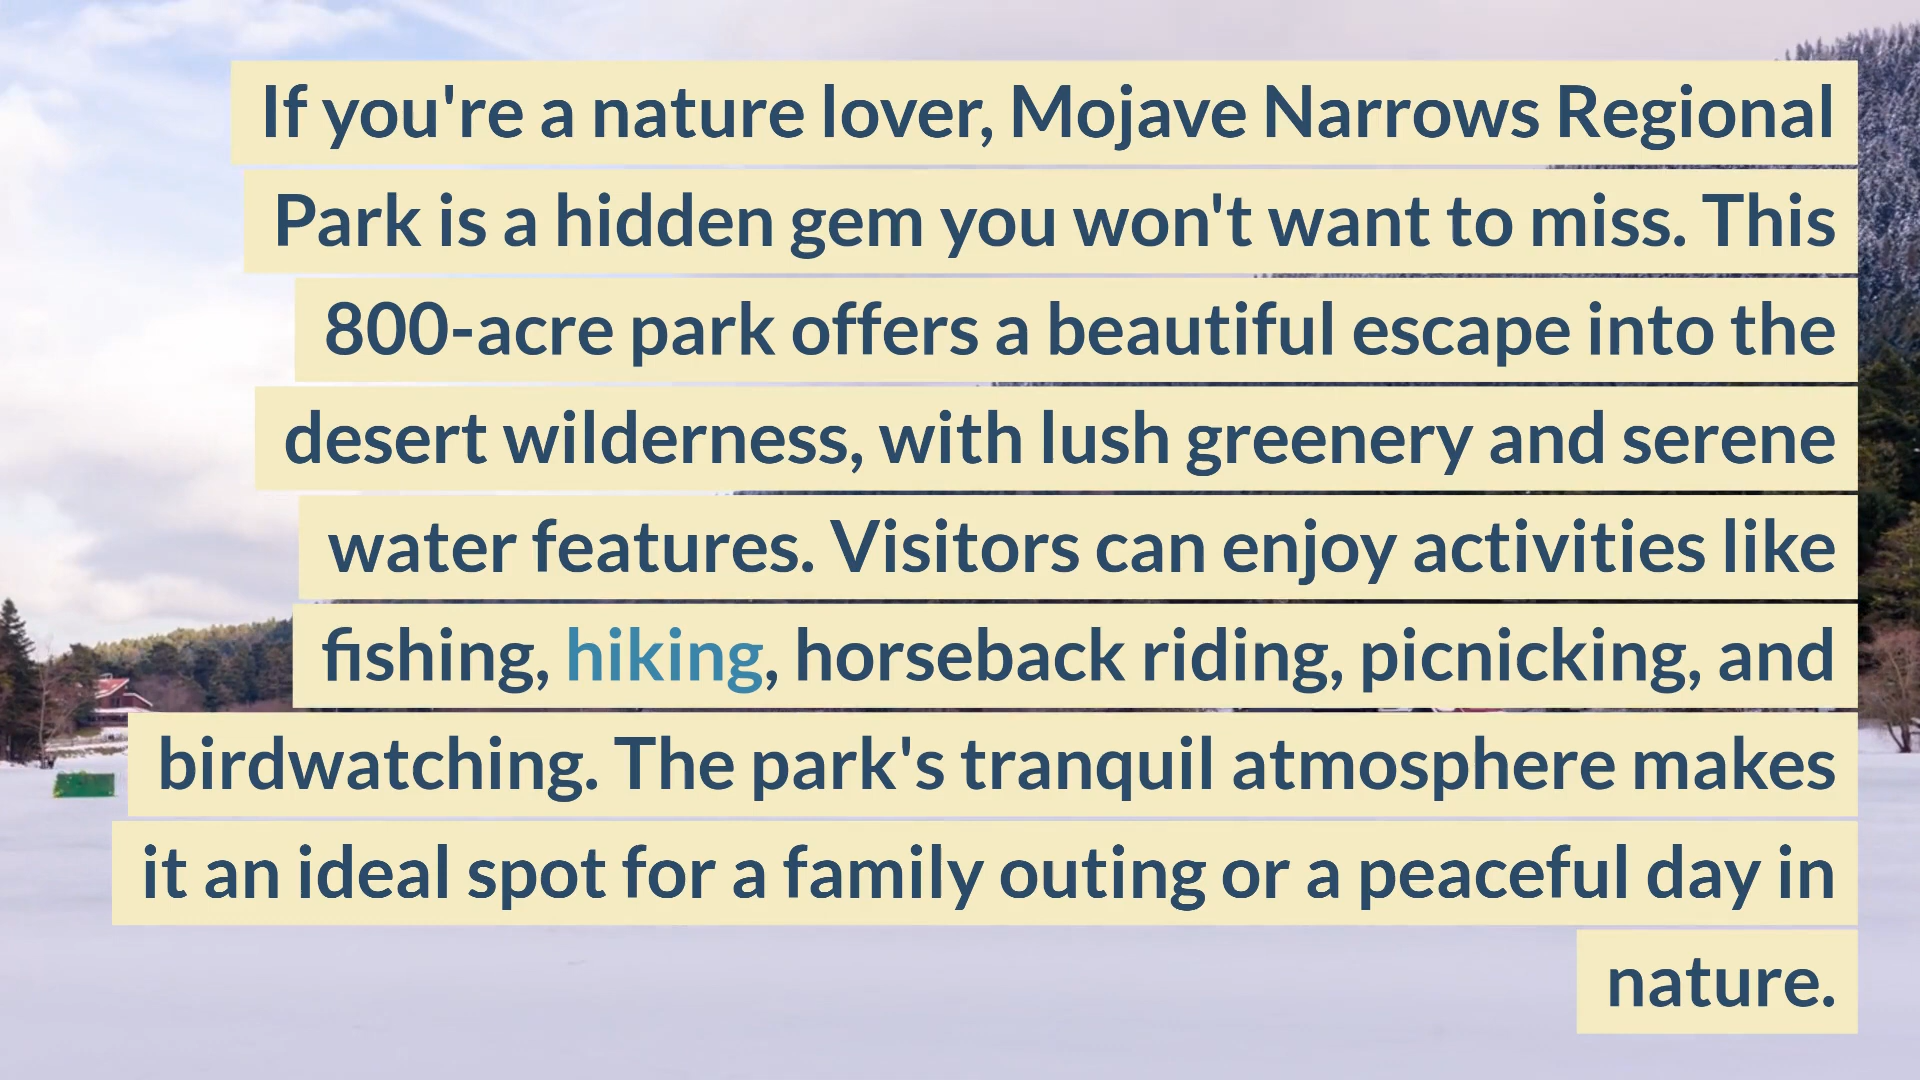 If you're a nature lover, Mojave Narrows Regional
Park is a hidden gem you won't want to miss. This
800-acre park offers a beautiful escape into the
desert wilderness, with lush greenery and serene
water features. Visitors can enjoy activities like
fishing, hiking, horseback riding, picnicking, and
birdwatching. The park's tranquil atmosphere makes
it an ideal spot for a family outing or a peaceful day in
nature.